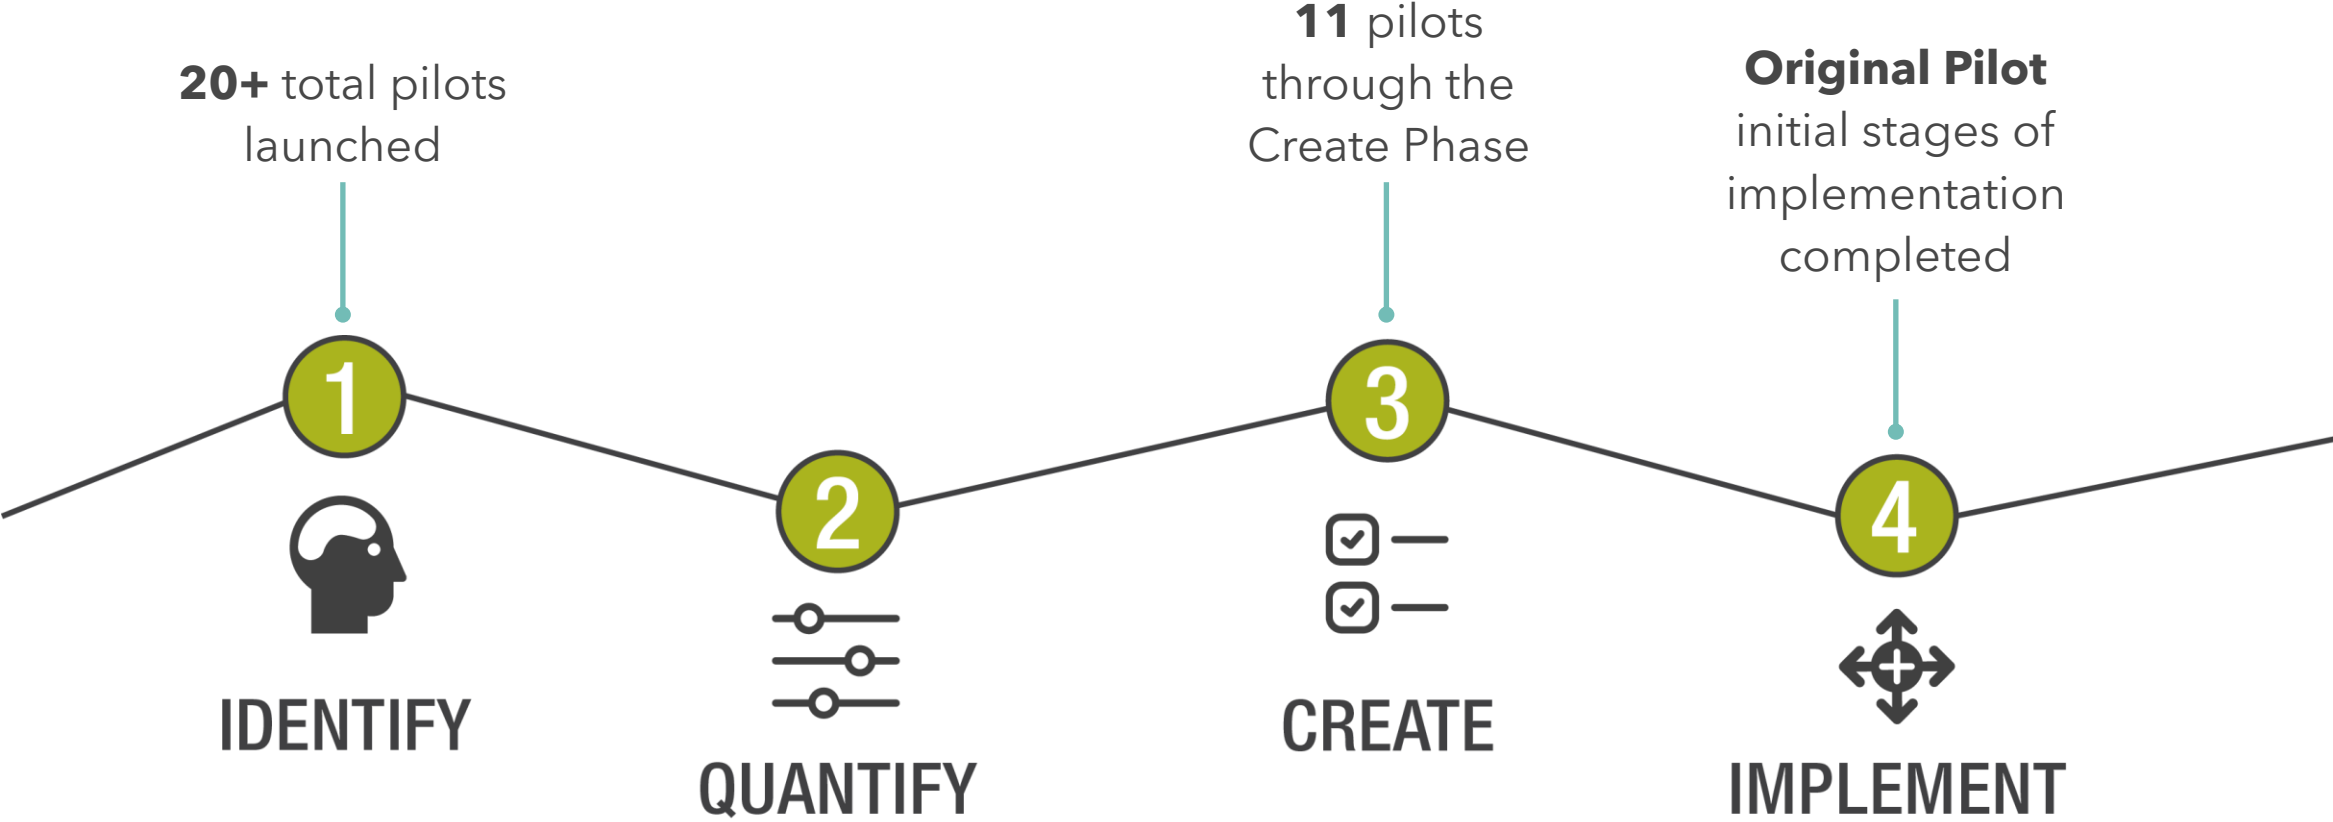 20+ total pilots
launched
11 pilots
through the
Create Phase
Original Pilot
initial stages of
implementation
completed
1
2
3
4
IDENTIFY
QUANTIFY
CREATE
IMPLEMENT